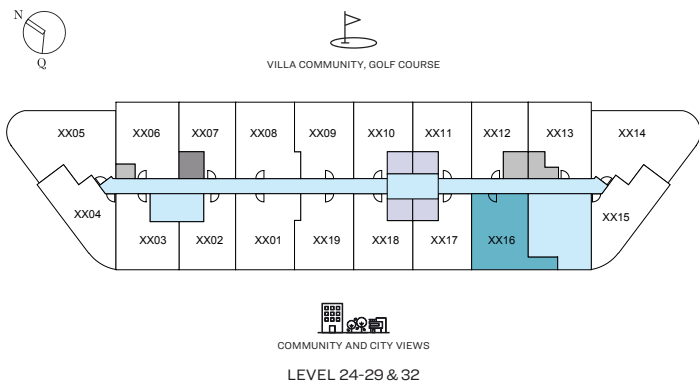 N
Q
VILLA COMMUNITY, GOLF COURSE
XX05 XX06 XX07 XX08 XX09 XX10 XX11 XX12 XX13 XX14
XX04 XX03 XX02 XX01 XX19 XX18 XX17 XX16 XX15
COMMUNITY AND CITY VIEWS
LEVEL 24-29 & 32